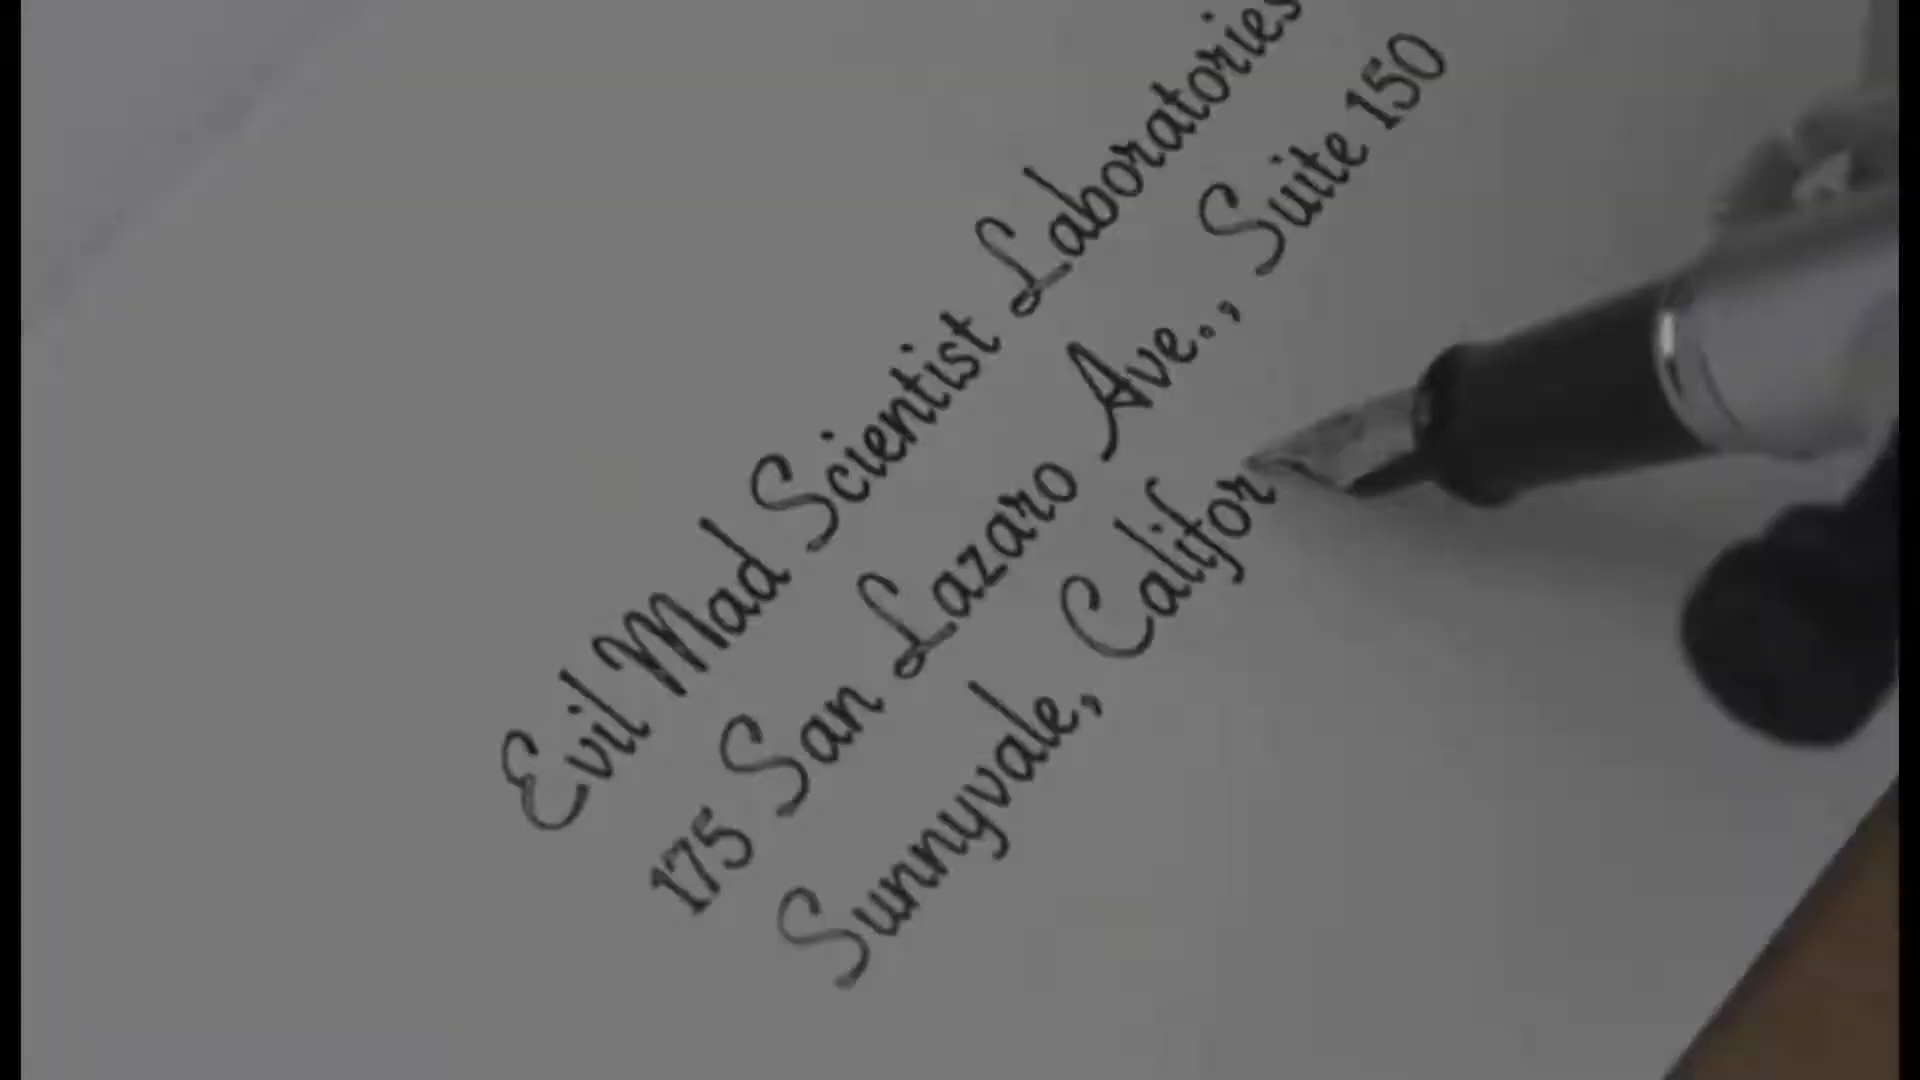 Evil Mad Scientist Laboratories
175 San Lazaro Ave., Suite 150
Sunnyvale, Califor